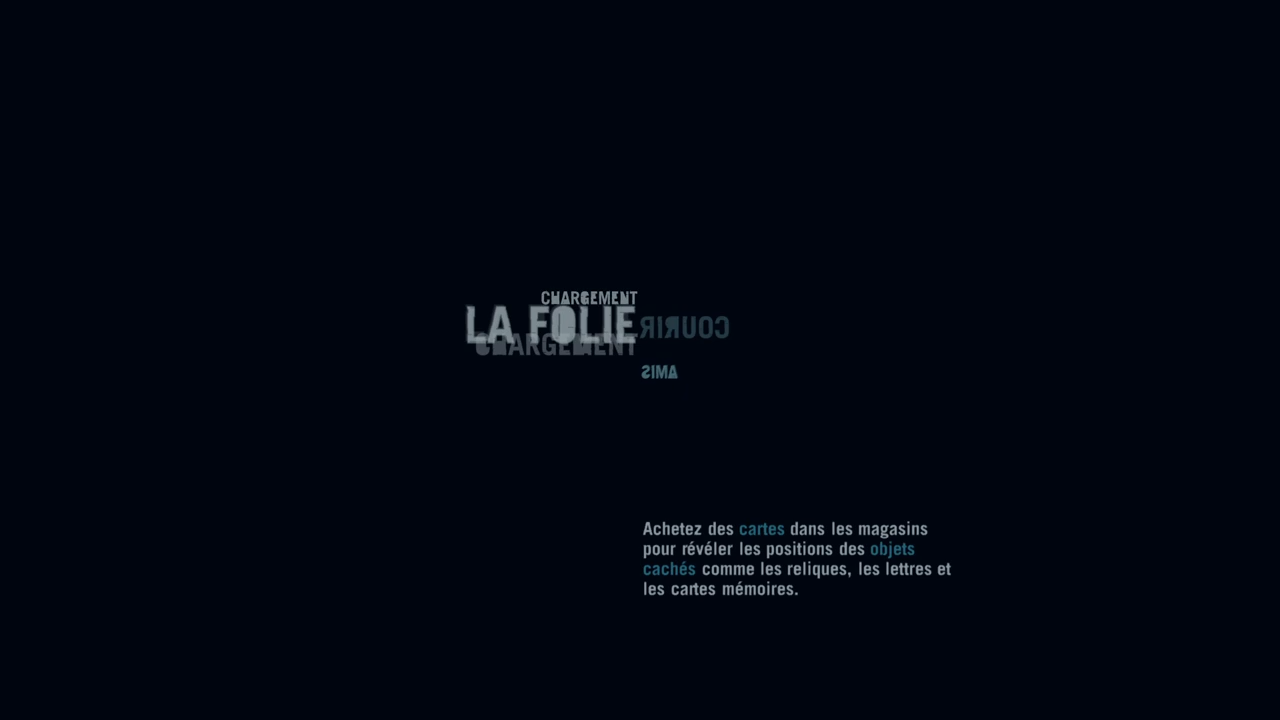 CHARGEMENT
LA FOLIE COURIR
CHARGEMENT
AMIS
Achetez des cartes dans les magasins
pour révéler les positions des objets
cachés comme les reliques, les lettres et
les cartes mémoires.